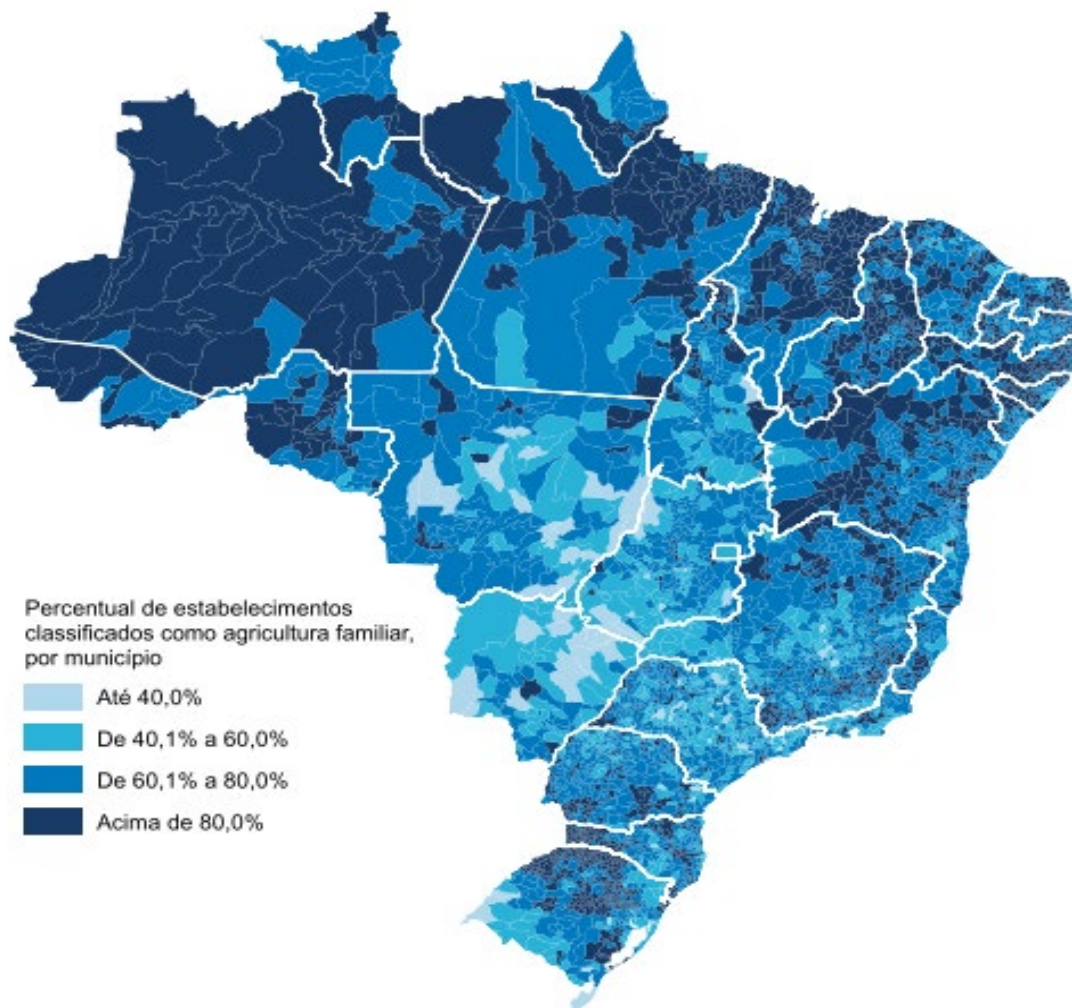 Percentual de estabelecimentos
classificados como agricultura familiar,
por município
Até 40,0%
De 40,1% a 60,0%
De 60,1% a 80,0%
Acima de 80,0%